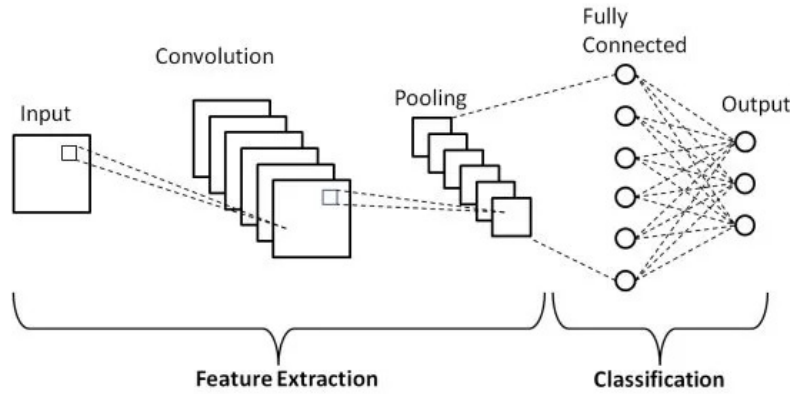 Fully
Connected
Convolution
Pooling
Input
Output
Feature Extraction
Classification